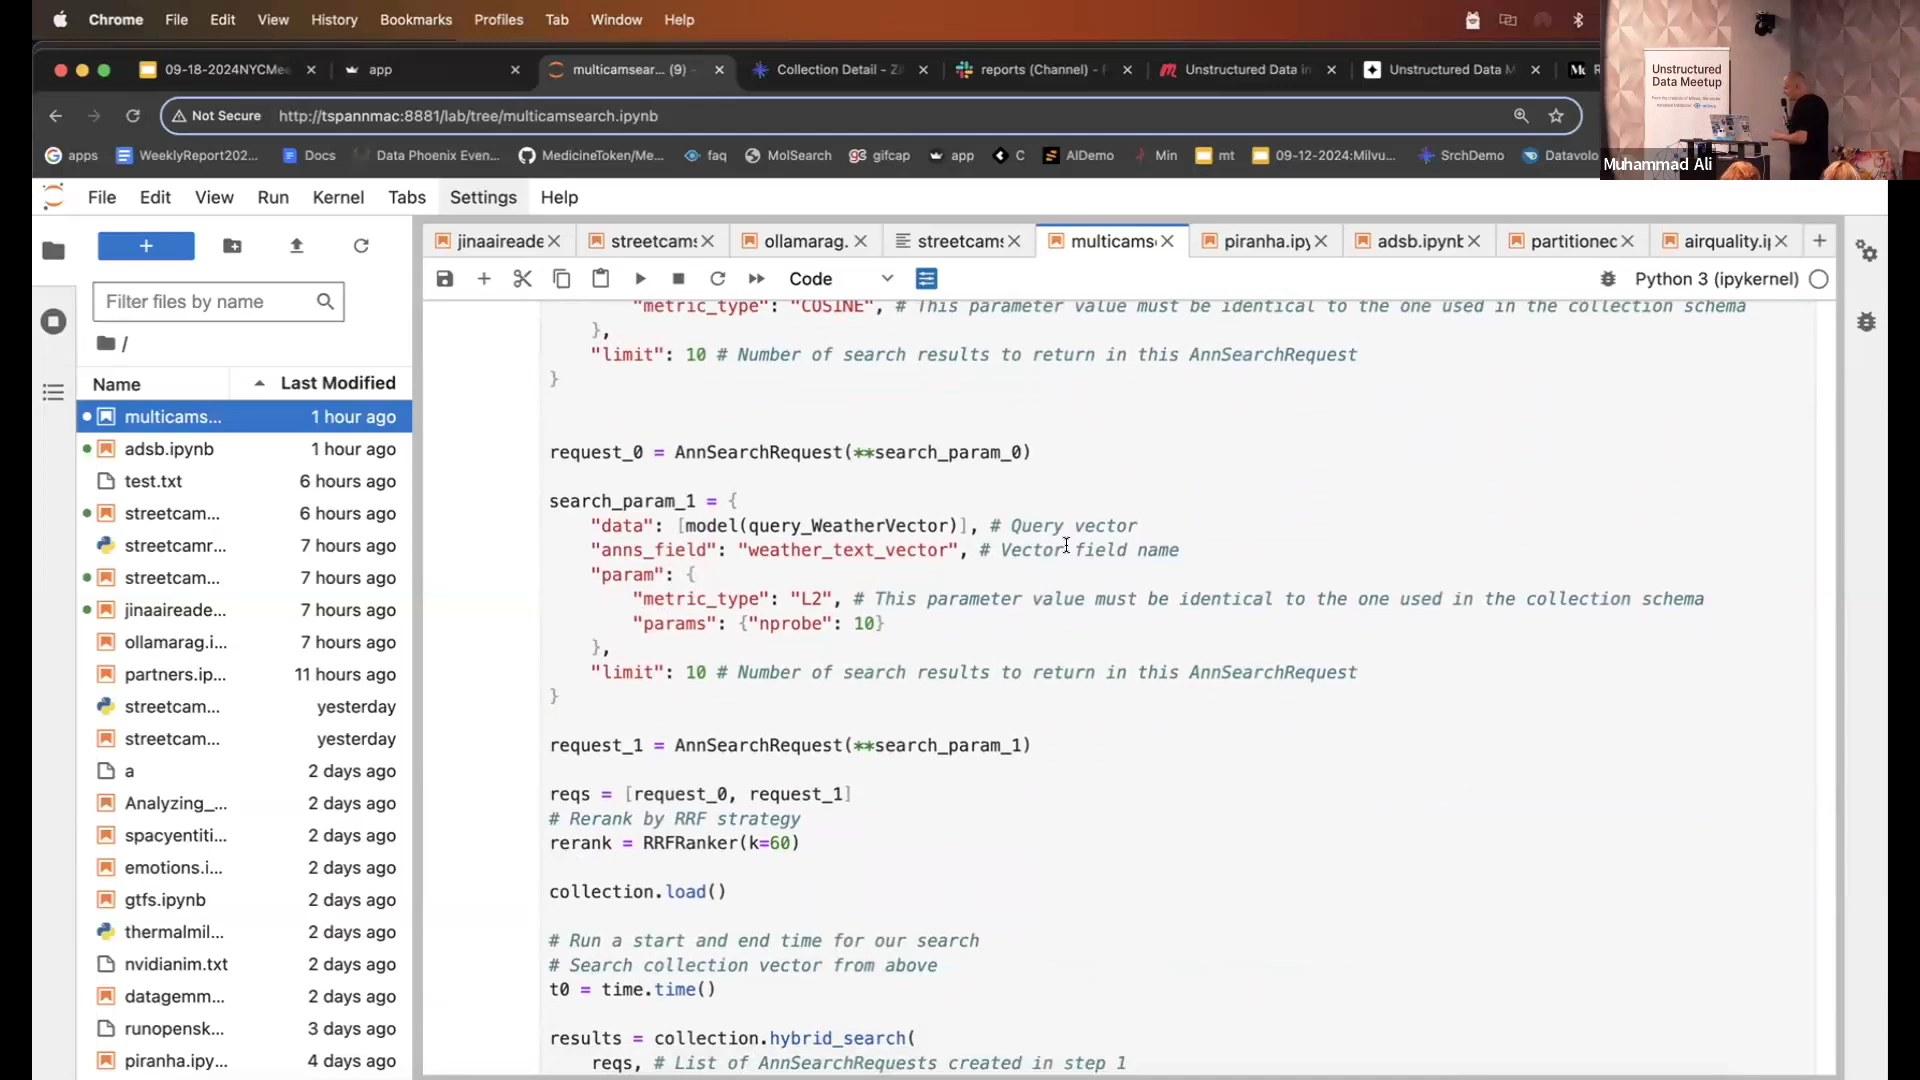 Chrome File Edit View History Bookmarks Profiles Tab Window Help
09-18-2024NYCMee
app
multicamsear... (9)
Collection Detail - Zi
reports (Channel) - F
Unstructured Data in
Unstructured Data M
Not Secure http://tspannmac:8881/lab/tree/multicamsearch.ipynb
apps WeeklyReport202... Docs Data Phoenix Even... MedicineToken/Me... faq MolSearch gifcap app C AIDemo Min mt 09-12-2024:Milvu... SrchDemo Datavolo
Unstructured
Data Meetup
Muhammad Ali
File Edit View Run Kernel Tabs Settings Help
jinaaireade streetcams ollamarag. streetcams multicams piranha.ipy adsb.ipynb partitionec airquality.i
Code
Python 3 (ipykernel)
Filter files by name
/
Name Last Modified
multicams... 1 hour ago
adsb.ipynb 1 hour ago
test.txt 6 hours ago
streetcam... 6 hours ago
streetcamr... 7 hours ago
streetcam... 7 hours ago
jinaaireade... 7 hours ago
ollamarag.i... 7 hours ago
partners.ip... 11 hours ago
streetcam... yesterday
streetcam... yesterday
a 2 days ago
Analyzing_... 2 days ago
spacyentiti... 2 days ago
emotions.i... 2 days ago
gtfs.ipynb 2 days ago
thermalmil... 2 days ago
nvidianim.txt 2 days ago
datagemm... 2 days ago
runopensk... 3 days ago
piranha.ipy... 4 days ago
"metric_type": "COSINE", # This parameter value must be identical to the one used in the collection schema
},
"limit": 10 # Number of search results to return in this AnnSearchRequest
}
request_0 = AnnSearchRequest(**search_param_0)
search_param_1 = {
"data": [model(query_WeatherVector)], # Query vector
"anns_field": "weather_text_vector", # Vector field name
"param": {
"metric_type": "L2", # This parameter value must be identical to the one used in the collection schema
"params": {"nprobe": 10}
},
"limit": 10 # Number of search results to return in this AnnSearchRequest
}
request_1 = AnnSearchRequest(**search_param_1)
reqs = [request_0, request_1]
# Rerank by RRF strategy
rerank = RRFRanker(k=60)
collection.load()
# Run a start and end time for our search
# Search collection vector from above
t0 = time.time()
results = collection.hybrid_search(
reqs, # List of AnnSearchRequests created in step 1